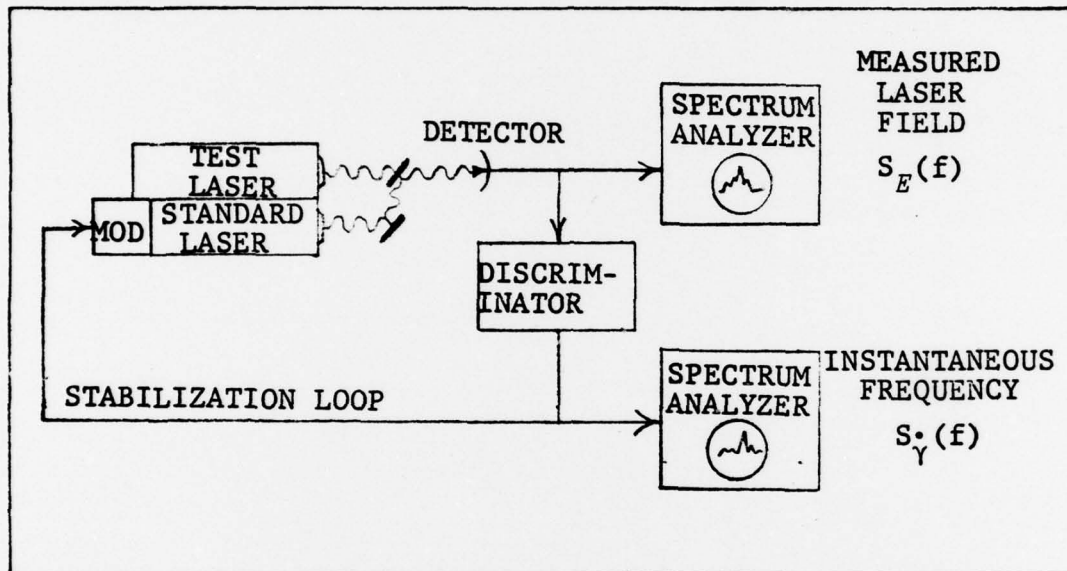 MEASURED
LASER
FIELD
S_E(f)
SPECTRUM
ANALYZER
DETECTOR
TEST
LASER
MOD
STANDARD
LASER
DISCRIM-
INATOR
INSTANTANEOUS
FREQUENCY
S_γ̇(f)
SPECTRUM
ANALYZER
STABILIZATION LOOP